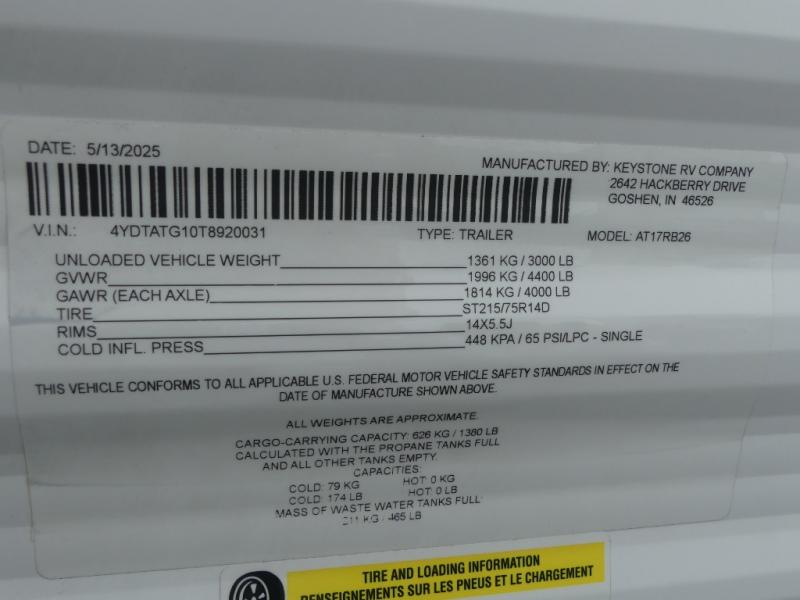 DATE: 5/13/2025
MANUFACTURED BY: KEYSTONE RV COMPANY
2642 HACKBERRY DRIVE
GOSHEN, IN 46526
V.I.N.: 4YDTATG10T8920031 TYPE: TRAILER MODEL: AT17RB26
UNLOADED VEHICLE WEIGHT 1361 KG / 3000 LB
GVWR 1996 KG / 4400 LB
GAWR (EACH AXLE) 1814 KG / 4000 LB
TIRE ST215/75R14D
RIMS 14X5.5J
COLD INFL. PRESS 448 KPA / 65 PSI/LPC - SINGLE
THIS VEHICLE CONFORMS TO ALL APPLICABLE U.S. FEDERAL MOTOR VEHICLE SAFETY STANDARDS IN EFFECT ON THE
DATE OF MANUFACTURE SHOWN ABOVE.
ALL WEIGHTS ARE APPROXIMATE.
CARGO-CARRYING CAPACITY: 626 KG / 1380 LB
CALCULATED WITH THE PROPANE TANKS FULL
AND ALL OTHER TANKS EMPTY.
CAPACITIES:
COLD: 79 KG HOT: 0 KG
COLD: 174 LB HOT: 0 LB
MASS OF WASTE WATER TANKS FULL
211 KG / 465 LB
TIRE AND LOADING INFORMATION
RENSEIGNEMENTS SUR LES PNEUS ET LE CHARGEMENT